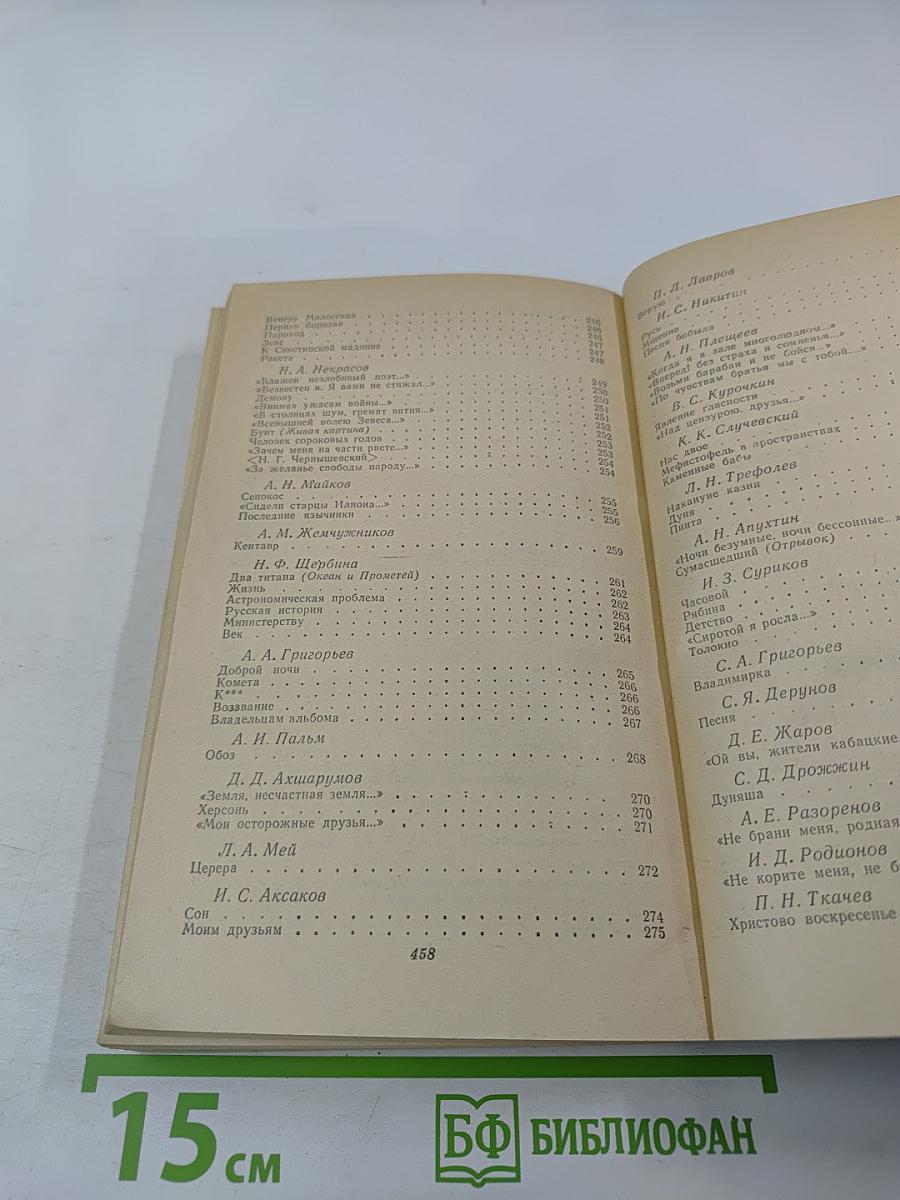 Венера Милосская . . . . . . . . . . 246
Первая борозда . . . . . . . . . . 246
Пароход . . . . . . . . . . 246
Зевс . . . . . . . . . . 247
К Сикстинской мадонне . . . . . . . . . . 247
Ракета . . . . . . . . . . 248
Н. А. Некрасов
«Блажен незлобивый поэт...» . . . . . . . . . . 249
«Безвестен я. Я вами не стяжал...» . . . . . . . . . . 250
Демону . . . . . . . . . . 250
«Внимая ужасам войны...» . . . . . . . . . . 251
«В столицах шум, гремят витии...» . . . . . . . . . . 251
«Всевышней волею Зевеса...» . . . . . . . . . . 252
Бунт (Живая картина) . . . . . . . . . . 252
Человек сороковых годов . . . . . . . . . . 253
«Зачем меня на части рвете...» . . . . . . . . . . 253
<Н. Г. Чернышевский> . . . . . . . . . . 254
«За желанье свободы народу...» . . . . . . . . . . 254
А. Н. Майков
Сенокос . . . . . . . . . . 255
«Сидели старцы Илиона...» . . . . . . . . . . 255
Последние язычники . . . . . . . . . . 256
А. М. Жемчужников
Кентавр . . . . . . . . . . 259
Н. Ф. Щербина
Два титана (Океан и Прометей) . . . . . . . . . . 261
Жизнь . . . . . . . . . . 262
Астрономическая проблема . . . . . . . . . . 262
Русская история . . . . . . . . . . 263
Министерству . . . . . . . . . . 264
Век . . . . . . . . . . 264
А. А. Григорьев
Доброй ночи . . . . . . . . . . 265
Комета . . . . . . . . . . 266
К*** . . . . . . . . . . 266
Воззвание . . . . . . . . . . 266
Владельцам альбома . . . . . . . . . . 267
А. И. Пальм
Обоз . . . . . . . . . . 268
Д. Д. Ахшарумов
«Земля, несчастная земля...» . . . . . . . . . . 270
Херсонь . . . . . . . . . . 270
«Мои осторожные друзья...» . . . . . . . . . . 271
Л. А. Мей
Церера . . . . . . . . . . 272
И. С. Аксаков
Сон . . . . . . . . . . 274
Моим друзьям . . . . . . . . . . 275
458
П. Л. Лавров
Верую
И. С. Никитин
Русь
Мщение
Песня бобыля
А. Н. Плещеев
«Когда я в зале многолюдном...»
«Вперед! без страха и сомненья...»
«Возьми барабан и не бойся...»
«По чувствам братья мы с тобой...»
В. С. Курочкин
Явление гласности
«Над цензурою, друзья...»
К. К. Случевский
Нас двое
Мефистофель в пространствах
Каменные бабы
Л. Н. Трефолев
Накануне казни
Дуня
Пиита
А. Н. Апухтин
«Ночи безумные, ночи бессонные...»
Сумасшедший (Отрывок)
И. З. Суриков
Часовой
Рябина
Детство
«Сиротой я росла...»
Толокно
С. А. Григорьев
Владимирка
С. Я. Дерунов
Песня
Д. Е. Жаров
«Ой вы, жители кабацкие
С. Д. Дрожжин
Дуняша
А. Е. Разоренов
«Не брани меня, родная
И. Д. Родионов
«Не корите меня, не б
П. Н. Ткачев
Христово воскресенье
15 см
БФ БИБЛИОФАН